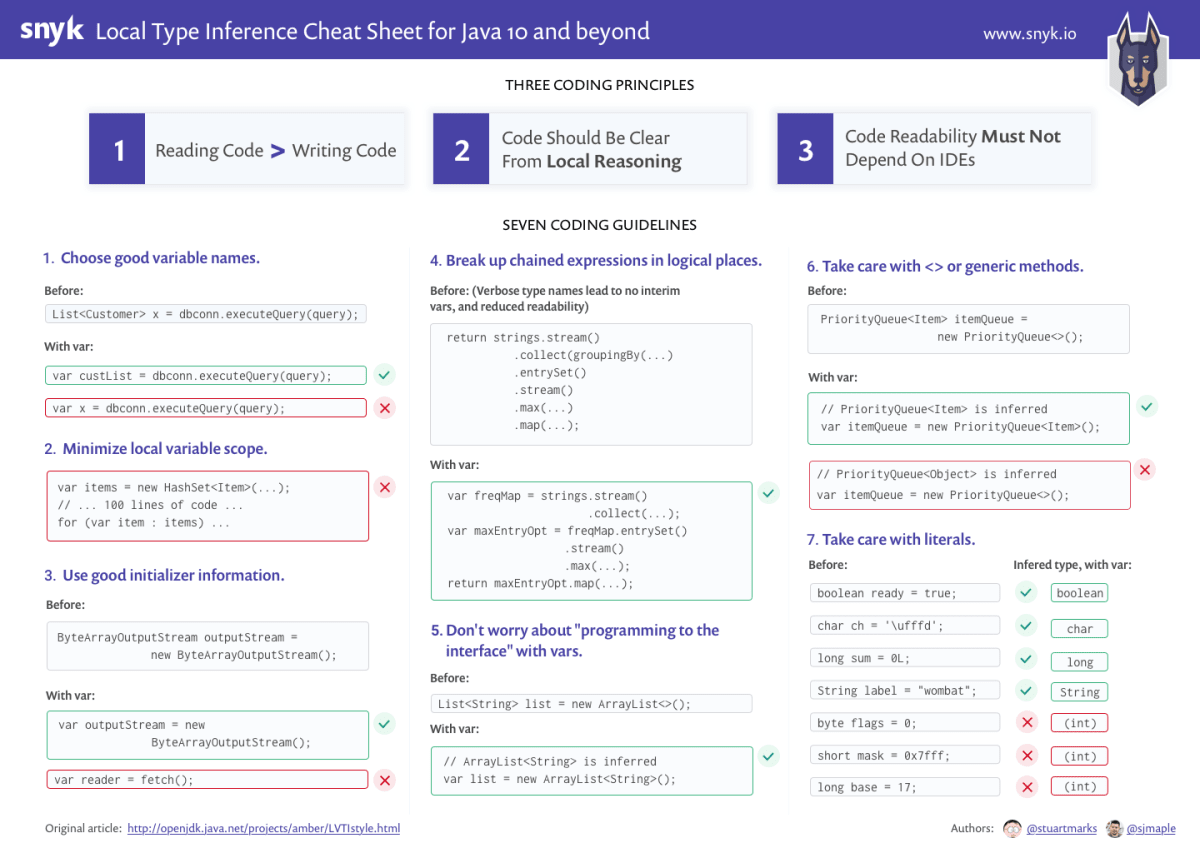 snyk Local Type Inference Cheat Sheet for Java 10 and beyond
www.snyk.io
THREE CODING PRINCIPLES
1
Reading Code > Writing Code
2
Code Should Be Clear
From Local Reasoning
3
Code Readability Must Not
Depend On IDEs
SEVEN CODING GUIDELINES
1. Choose good variable names.
Before:
List<Customer> x = dbconn.executeQuery(query);
With var:
var custList = dbconn.executeQuery(query);
var x = dbconn.executeQuery(query);
2. Minimize local variable scope.
var items = new HashSet<Item>(...);
// ... 100 lines of code ...
for (var item : items) ...
3. Use good initializer information.
Before:
ByteArrayOutputStream outputStream =
new ByteArrayOutputStream();
With var:
var outputStream = new
ByteArrayOutputStream();
var reader = fetch();
4. Break up chained expressions in logical places.
Before: (Verbose type names lead to no interim
vars, and reduced readability)
return strings.stream()
.collect(groupingBy(...)
.entrySet()
.stream()
.max(...)
.map(...);
With var:
var freqMap = strings.stream()
.collect(...);
var maxEntryOpt = freqMap.entrySet()
.stream()
.max(...);
return maxEntryOpt.map(...);
5. Don't worry about "programming to the
interface" with vars.
Before:
List<String> list = new ArrayList<>();
With var:
// ArrayList<String> is inferred
var list = new ArrayList<String>();
6. Take care with <> or generic methods.
Before:
PriorityQueue<Item> itemQueue =
new PriorityQueue<>();
With var:
// PriorityQueue<Item> is inferred
var itemQueue = new PriorityQueue<Item>();
// PriorityQueue<Object> is inferred
var itemQueue = new PriorityQueue<>();
7. Take care with literals.
Before:
Infered type, with var:
boolean ready = true;
boolean
char ch = '\ufffd';
char
long sum = 0L;
long
String label = "wombat";
String
byte flags = 0;
(int)
short mask = 0x7fff;
(int)
long base = 17;
(int)
Original article: http://openjdk.java.net/projects/amber/LVTIstyle.html
Authors: @stuartmarks @sjmaple